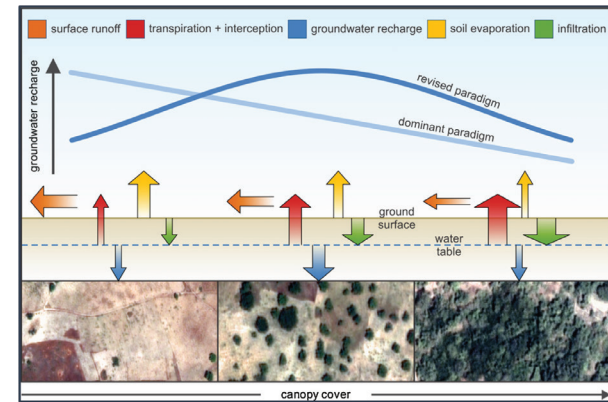 surface runoff transpiration + interception groundwater recharge soil evaporation infiltration
groundwater recharge
revised paradigm
dominant paradigm
ground
surface
water
table
canopy cover